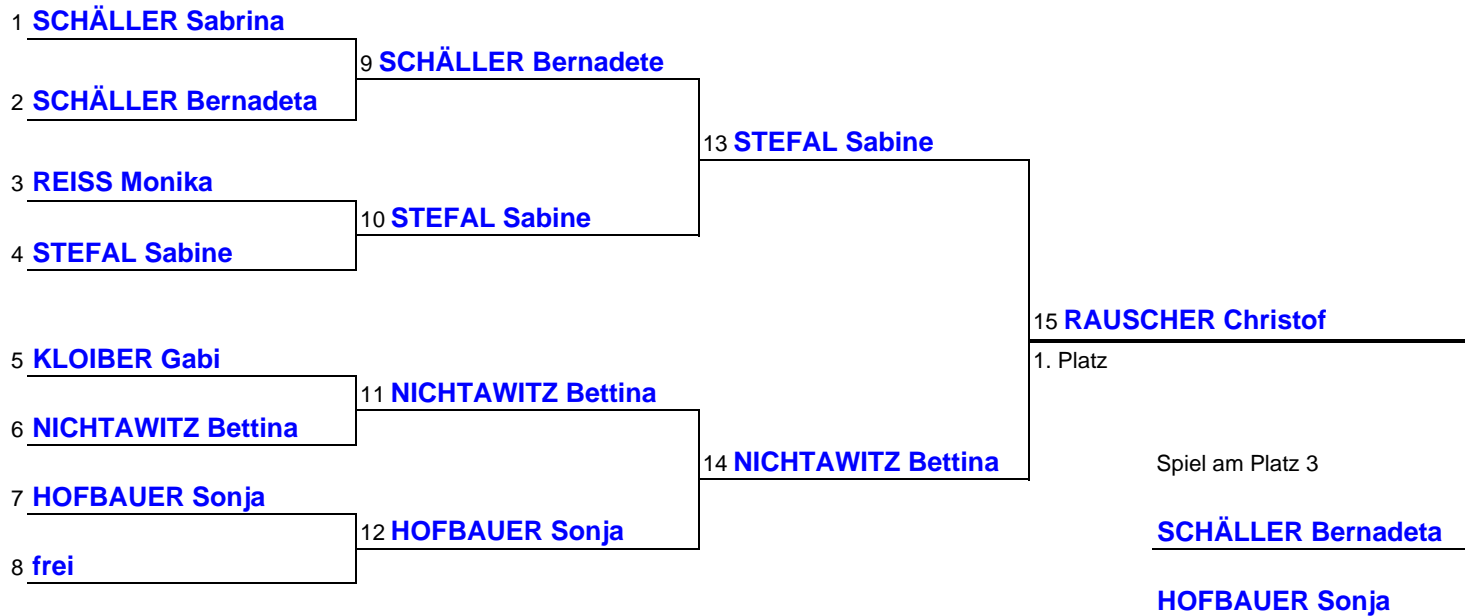 1 SCHÄLLER Sabrina
9 SCHÄLLER Bernadete
2 SCHÄLLER Bernadeta
13 STEFAL Sabine
3 REISS Monika
10 STEFAL Sabine
4 STEFAL Sabine
15 RAUSCHER Christof
1. Platz
5 KLOIBER Gabi
11 NICHTAWITZ Bettina
6 NICHTAWITZ Bettina
14 NICHTAWITZ Bettina
Spiel am Platz 3
7 HOFBAUER Sonja
12 HOFBAUER Sonja
SCHÄLLER Bernadeta
8 frei
HOFBAUER Sonja